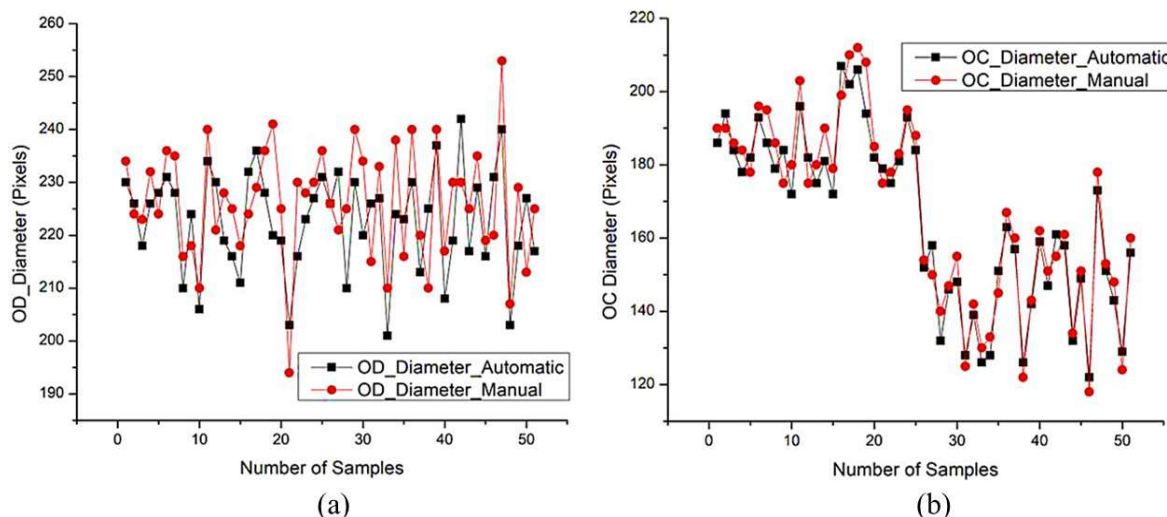 260
250
240
230
220
210
200
190
OD_Diameter (Pixels)
OD_Diameter_Automatic
OD_Diameter_Manual
0 10 20 30 40 50
Number of Samples
(a)
220
200
180
160
140
120
OC Diameter (Pixels)
OC_Diameter_Automatic
OC_Diameter_Manual
0 10 20 30 40 50
Number of Samples
(b)